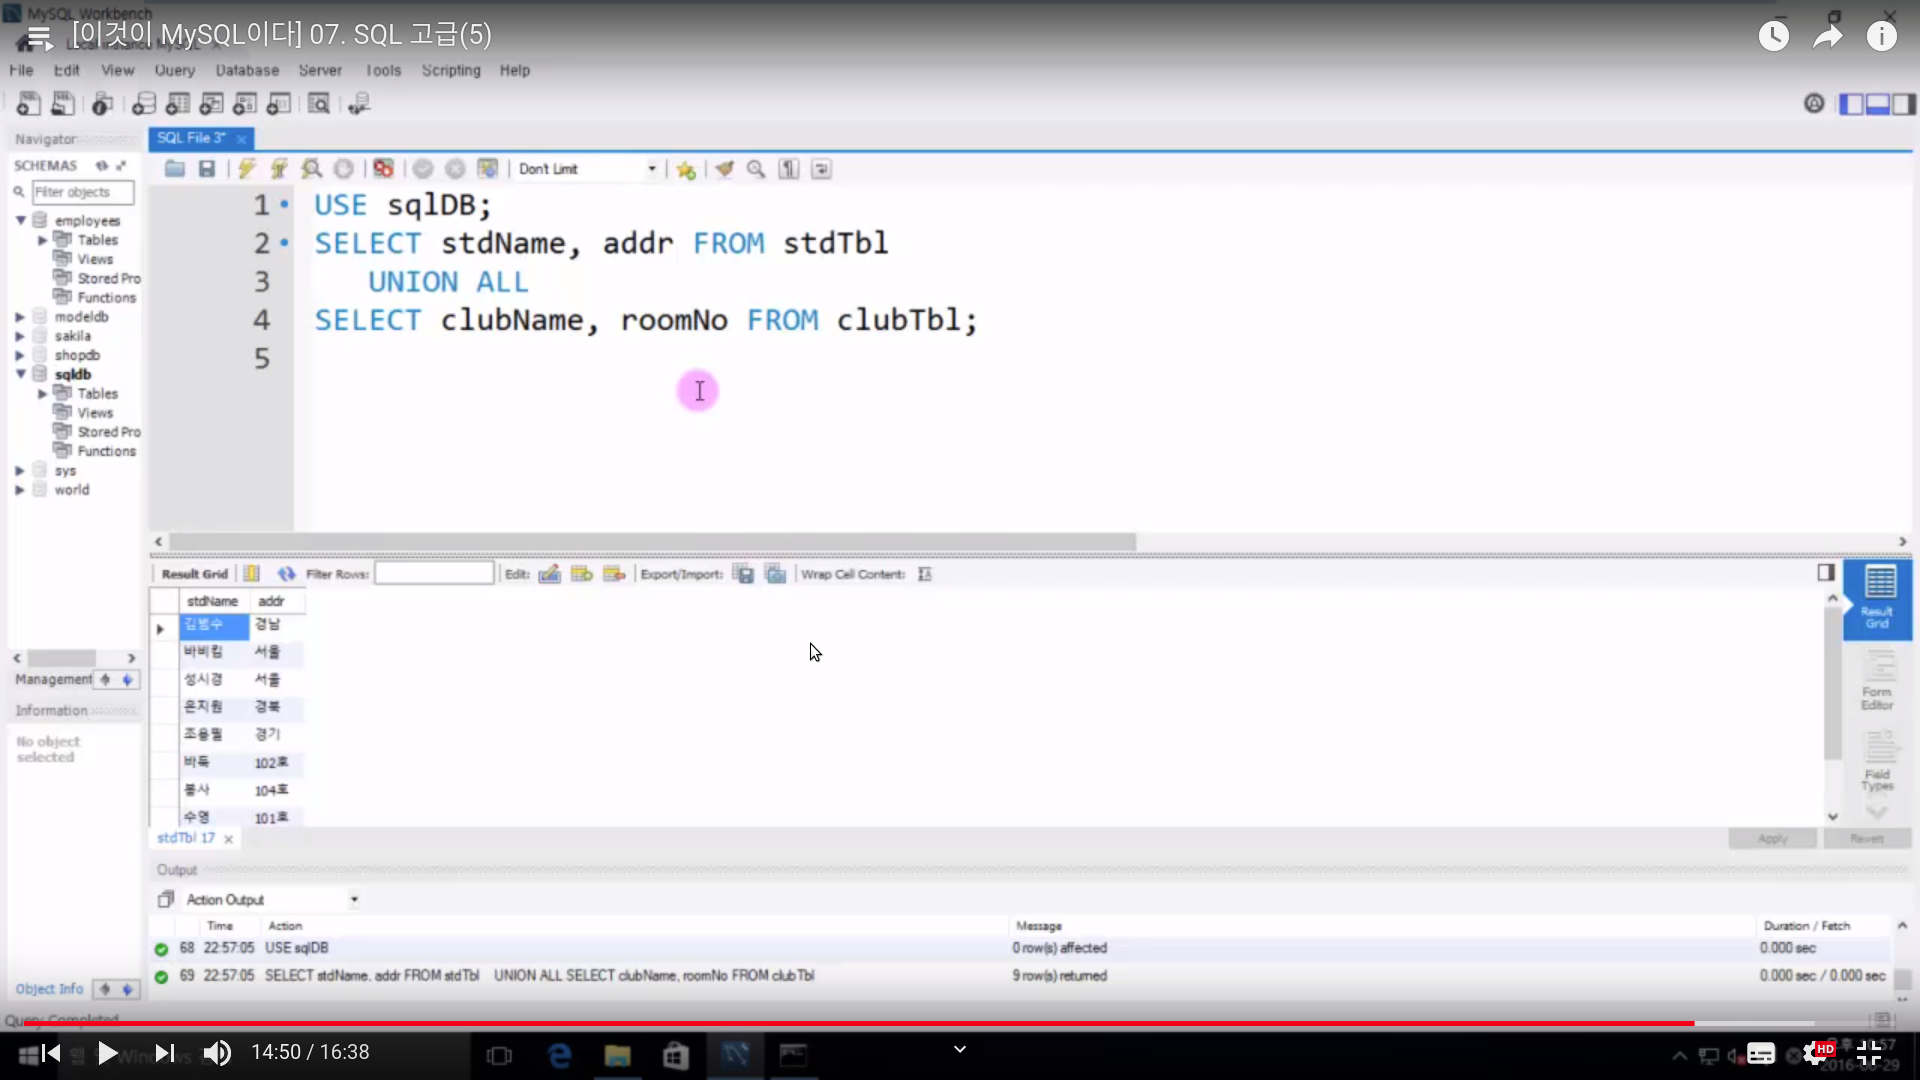 MySQL Workbench
[이것이 MySQL이다] 07. SQL 고급(5)
File Edit View Query Database Server Tools Scripting Help
Navigator
SQL File 3*
SCHEMAS
Don't Limit
Filter objects
employees
Tables
Views
Stored Pro
Functions
modeldb
sakila
shopdb
sqldb
Tables
Views
Stored Pro
Functions
sys
world
Management
Information
No object
selected
Object Info
1 USE sqlDB;
2 SELECT stdName, addr FROM stdTbl
3 UNION ALL
4 SELECT clubName, roomNo FROM clubTbl;
5
Result Grid Filter Rows: Edit: Export/Import: Wrap Cell Content:
stdName addr
김범수 경남
바비킴 서울
성시경 서울
은지원 경북
조용필 경기
바둑 102호
봉사 104호
수영 101호
Result
Grid
Form
Editor
Field
Types
stdTbl 17
Apply Revert
Output
Action Output
Time Action Message Duration / Fetch
68 22:57:05 USE sqlDB 0 row(s) affected 0.000 sec
69 22:57:05 SELECT stdName, addr FROM stdTbl UNION ALL SELECT clubName, roomNo FROM clubTbl 9 row(s) returned 0.000 sec / 0.000 sec
Query Completed
14:50 / 16:38
HD